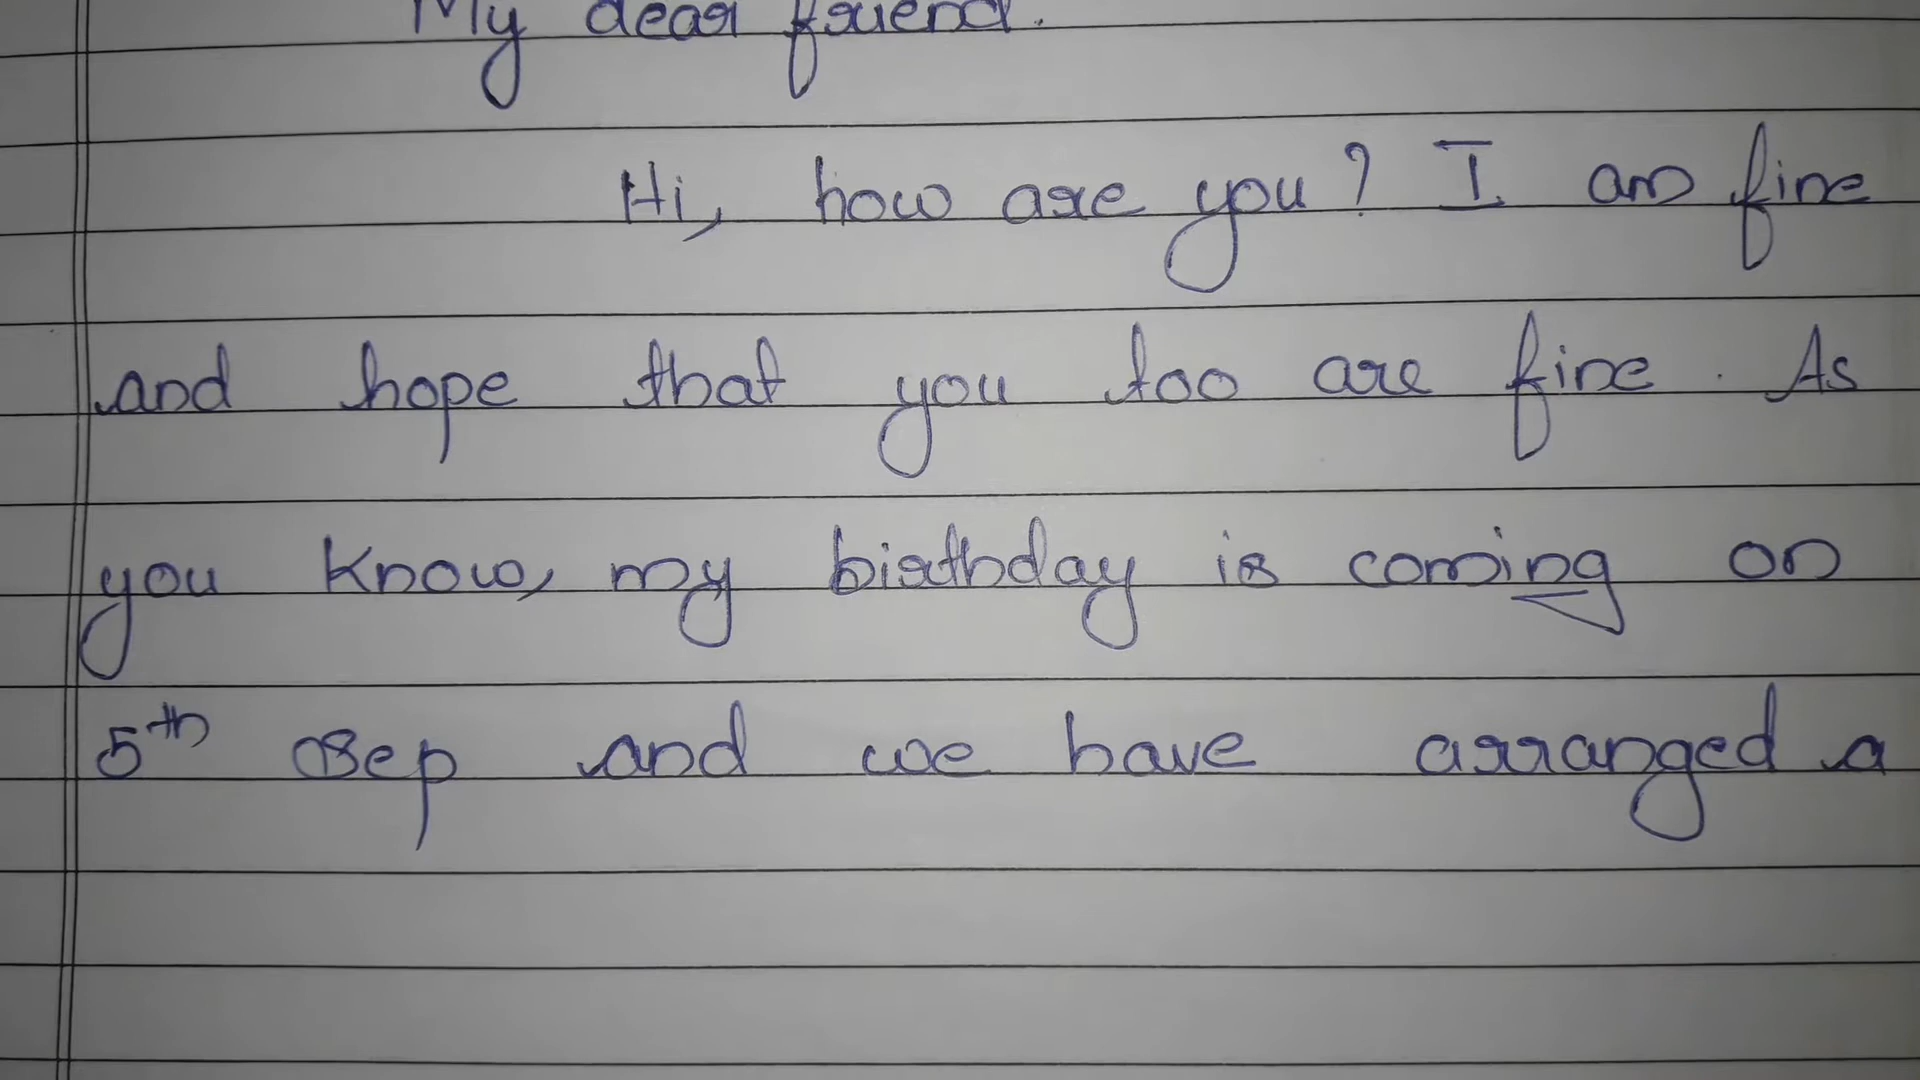 My dear friend.
Hi, how are you? I am fine
and hope that you too are fine. As
you know, my birthday is coming on
5th Sep and we have arranged a